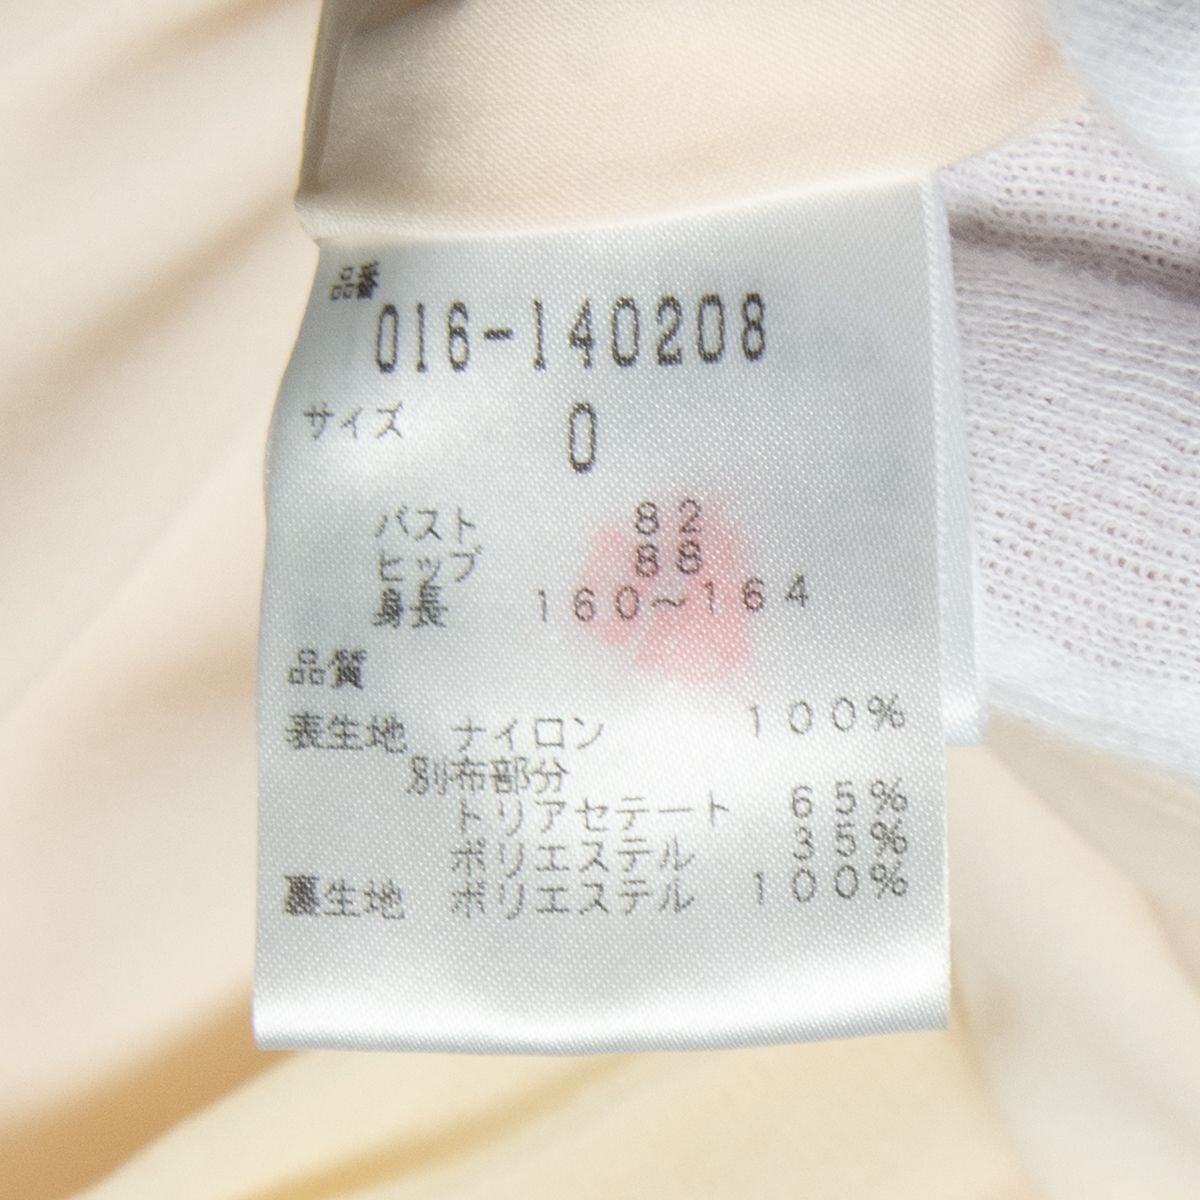 品番
016-140208
サイズ 0
バスト 82
ヒップ 88
身長 160～164
品質
表生地 ナイロン 100%
別布部分
トリアセテート 65%
ポリエステル 35%
裏生地 ポリエステル 100%